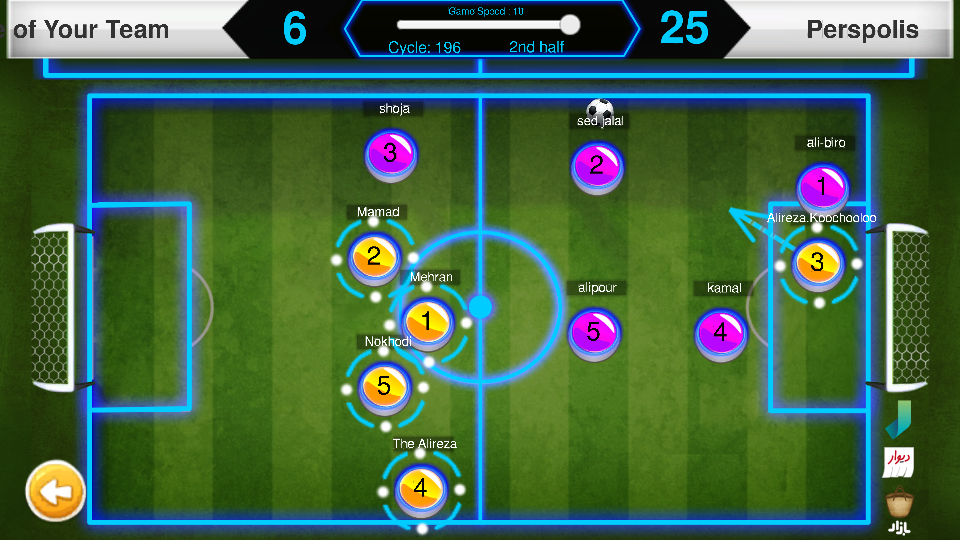 of Your Team
6
Game Speed : 10
Cycle: 196
2nd half
25
Perspolis
shoja
3
sed jalal
2
ali-biro
1
Mamad
2
Alireza.Koochooloo
3
Mehran
1
alipour
5
kamal
4
Nokhodi
5
The Alireza
4
دیوار
بازار